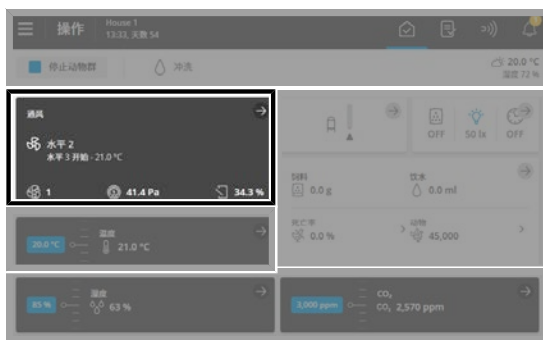 操作
House 1
13:33, 天数 54
停止动物群
冲洗
20.0 °C
湿度 72 %
通风
水平 2
水平 3 开始 - 21.0 °C
1
41.4 Pa
34.3 %
OFF
50 lx
OFF
饲料
0.0 g
饮水
0.0 ml
死亡率
0.0 %
动物
45,000
20.0 °C
温度
21.0 °C
85 %
湿度
63 %
3,000 ppm
CO₂
CO₂ 2,570 ppm